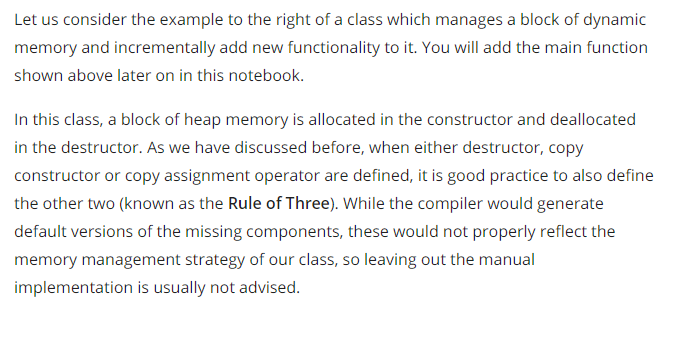 Let us consider the example to the right of a class which manages a block of dynamic
memory and incrementally add new functionality to it. You will add the main function
shown above later on in this notebook.
In this class, a block of heap memory is allocated in the constructor and deallocated
in the destructor. As we have discussed before, when either destructor, copy
constructor or copy assignment operator are defined, it is good practice to also define
the other two (known as the Rule of Three). While the compiler would generate
default versions of the missing components, these would not properly reflect the
memory management strategy of our class, so leaving out the manual
implementation is usually not advised.